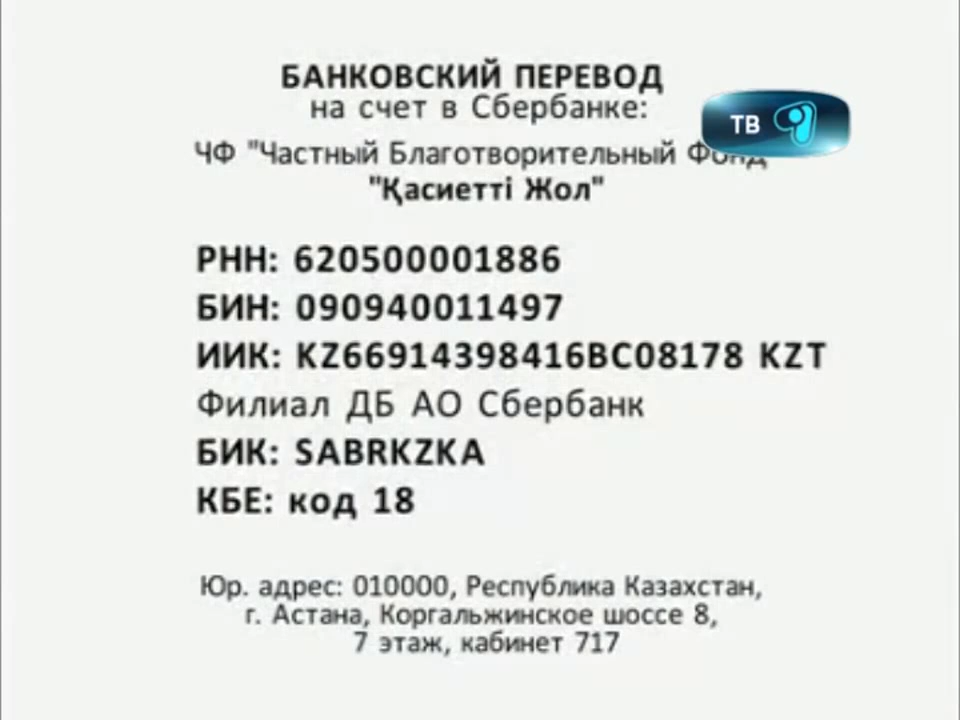 БАНКОВСКИЙ ПЕРЕВОД
на счет в Сбербанке:
ТВ
ЧФ "Частный Благотворительный Фонд"
"Қасиетті Жол"
РНН: 620500001886
БИН: 090940011497
ИИК: KZ66914398416BC08178 KZT
Филиал ДБ АО Сбербанк
БИК: SABRKZKA
КБЕ: код 18
Юр. адрес: 010000, Республика Казахстан,
г. Астана, Коргальжинское шоссе 8,
7 этаж, кабинет 717